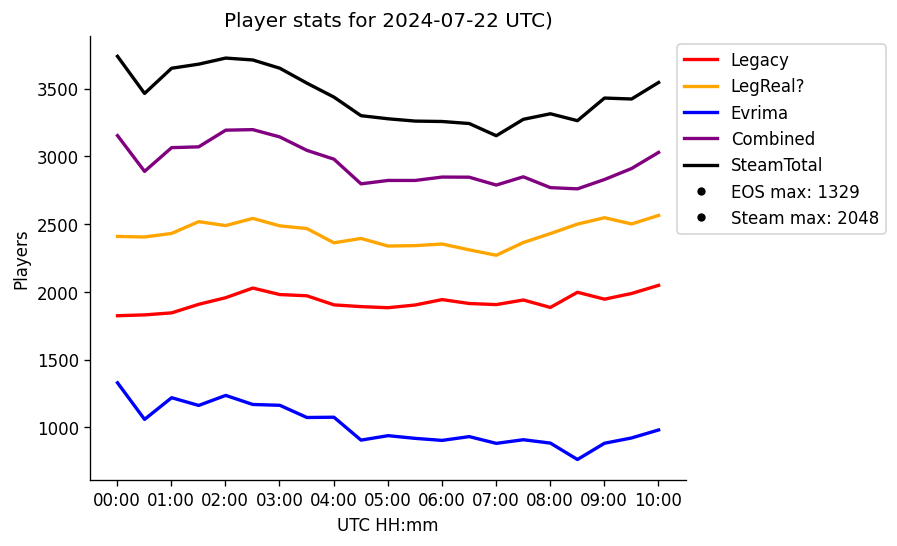 Player stats for 2024-07-22 UTC)
Legacy
LegReal?
Evrima
Combined
SteamTotal
EOS max: 1329
Steam max: 2048
Players
3500
3000
2500
2000
1500
1000
00:00 01:00 02:00 03:00 04:00 05:00 06:00 07:00 08:00 09:00 10:00
UTC HH:mm